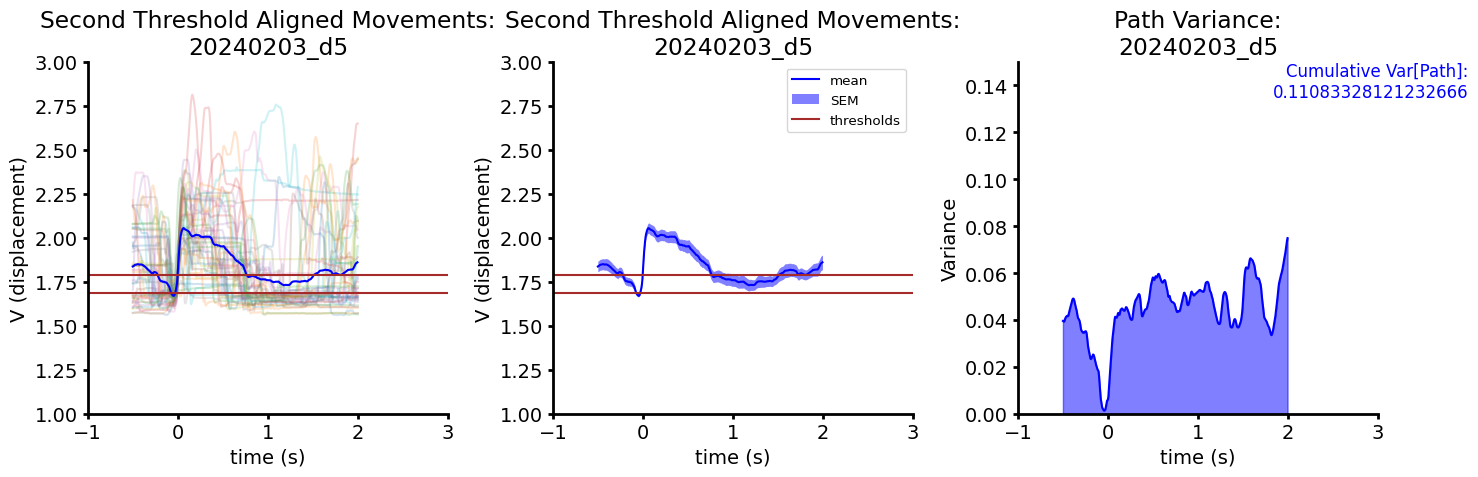 Second Threshold Aligned Movements:
20240203_d5
V (displacement)
3.00
2.75
2.50
2.25
2.00
1.75
1.50
1.25
1.00
−1
0
1
2
3
time (s)
Second Threshold Aligned Movements:
20240203_d5
mean
SEM
thresholds
V (displacement)
3.00
2.75
2.50
2.25
2.00
1.75
1.50
1.25
1.00
−1
0
1
2
3
time (s)
Path Variance:
20240203_d5
Cumulative Var[Path]:
0.11083328121232666
Variance
0.14
0.12
0.10
0.08
0.06
0.04
0.02
0.00
−1
0
1
2
3
time (s)